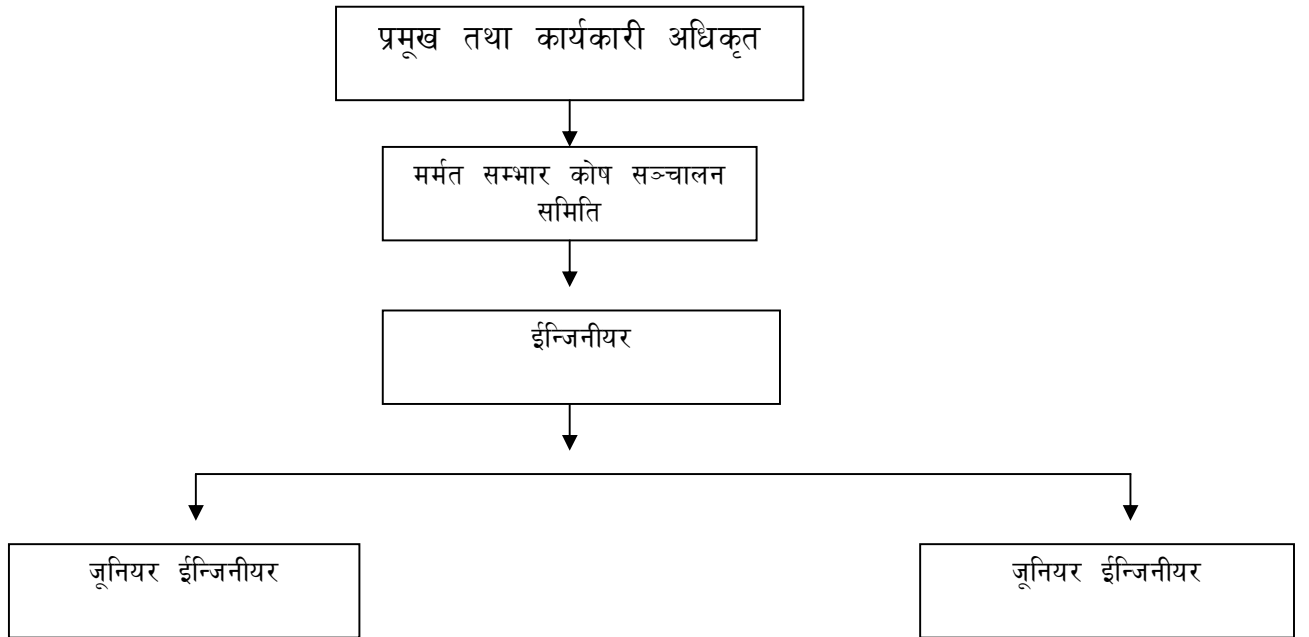 प्रमूख तथा कार्यकारी अधिकृत
मर्मत सम्भार कोष सञ्चालन
समिति
ईन्जिनीयर
जूनियर ईन्जिनीयर
जूनियर ईन्जिनीयर